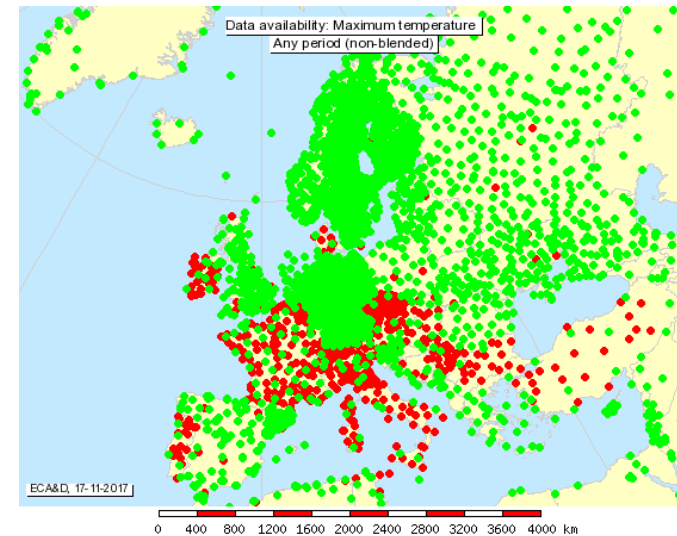 Data availability: Maximum temperature
Any period (non-blended)
ECA&D, 17-11-2017
0 400 800 1200 1600 2000 2400 2800 3200 3600 4000 km